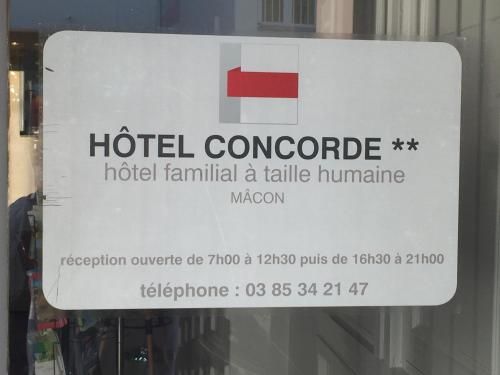 HÔTEL CONCORDE **
hôtel familial à taille humaine
MÂCON
réception ouverte de 7h00 à 12h30 puis de 16h30 à 21h00
téléphone : 03 85 34 21 47